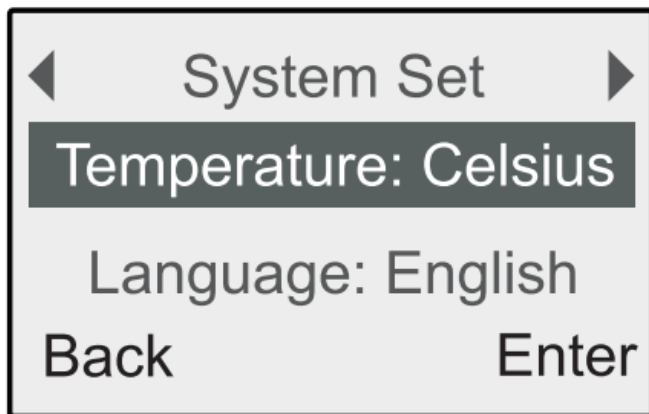 System Set
Temperature: Celsius
Language: English
Back Enter